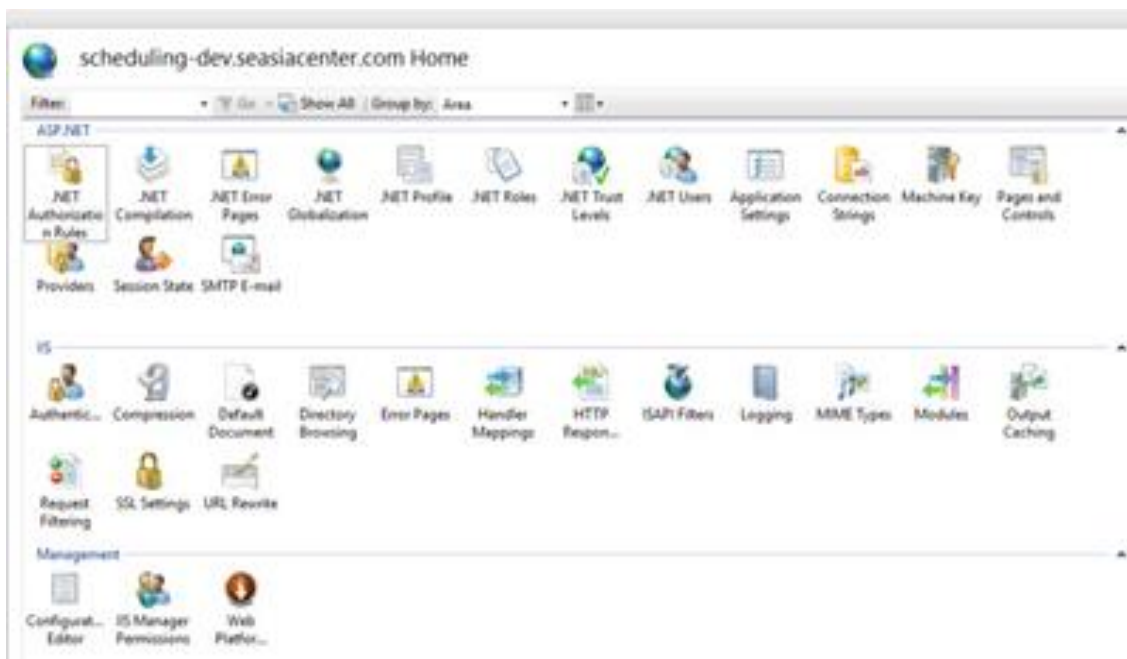 scheduling-dev.seasiacenter.com Home
Filter: Go Show All Group by: Area
ASP.NET
.NET Authorizatio n Rules
.NET Compilation
.NET Error Pages
.NET Globalization
.NET Profile
.NET Roles
.NET Trust Levels
.NET Users
Application Settings
Connection Strings
Machine Key
Pages and Controls
Providers
Session State
SMTP E-mail
IIS
Authentic...
Compression
Default Document
Directory Browsing
Error Pages
Handler Mappings
HTTP Respon...
ISAPI Filters
Logging
MIME Types
Modules
Output Caching
Request Filtering
SSL Settings
URL Rewrite
Management
Configurat... Editor
IIS Manager Permissions
Web Platfor...